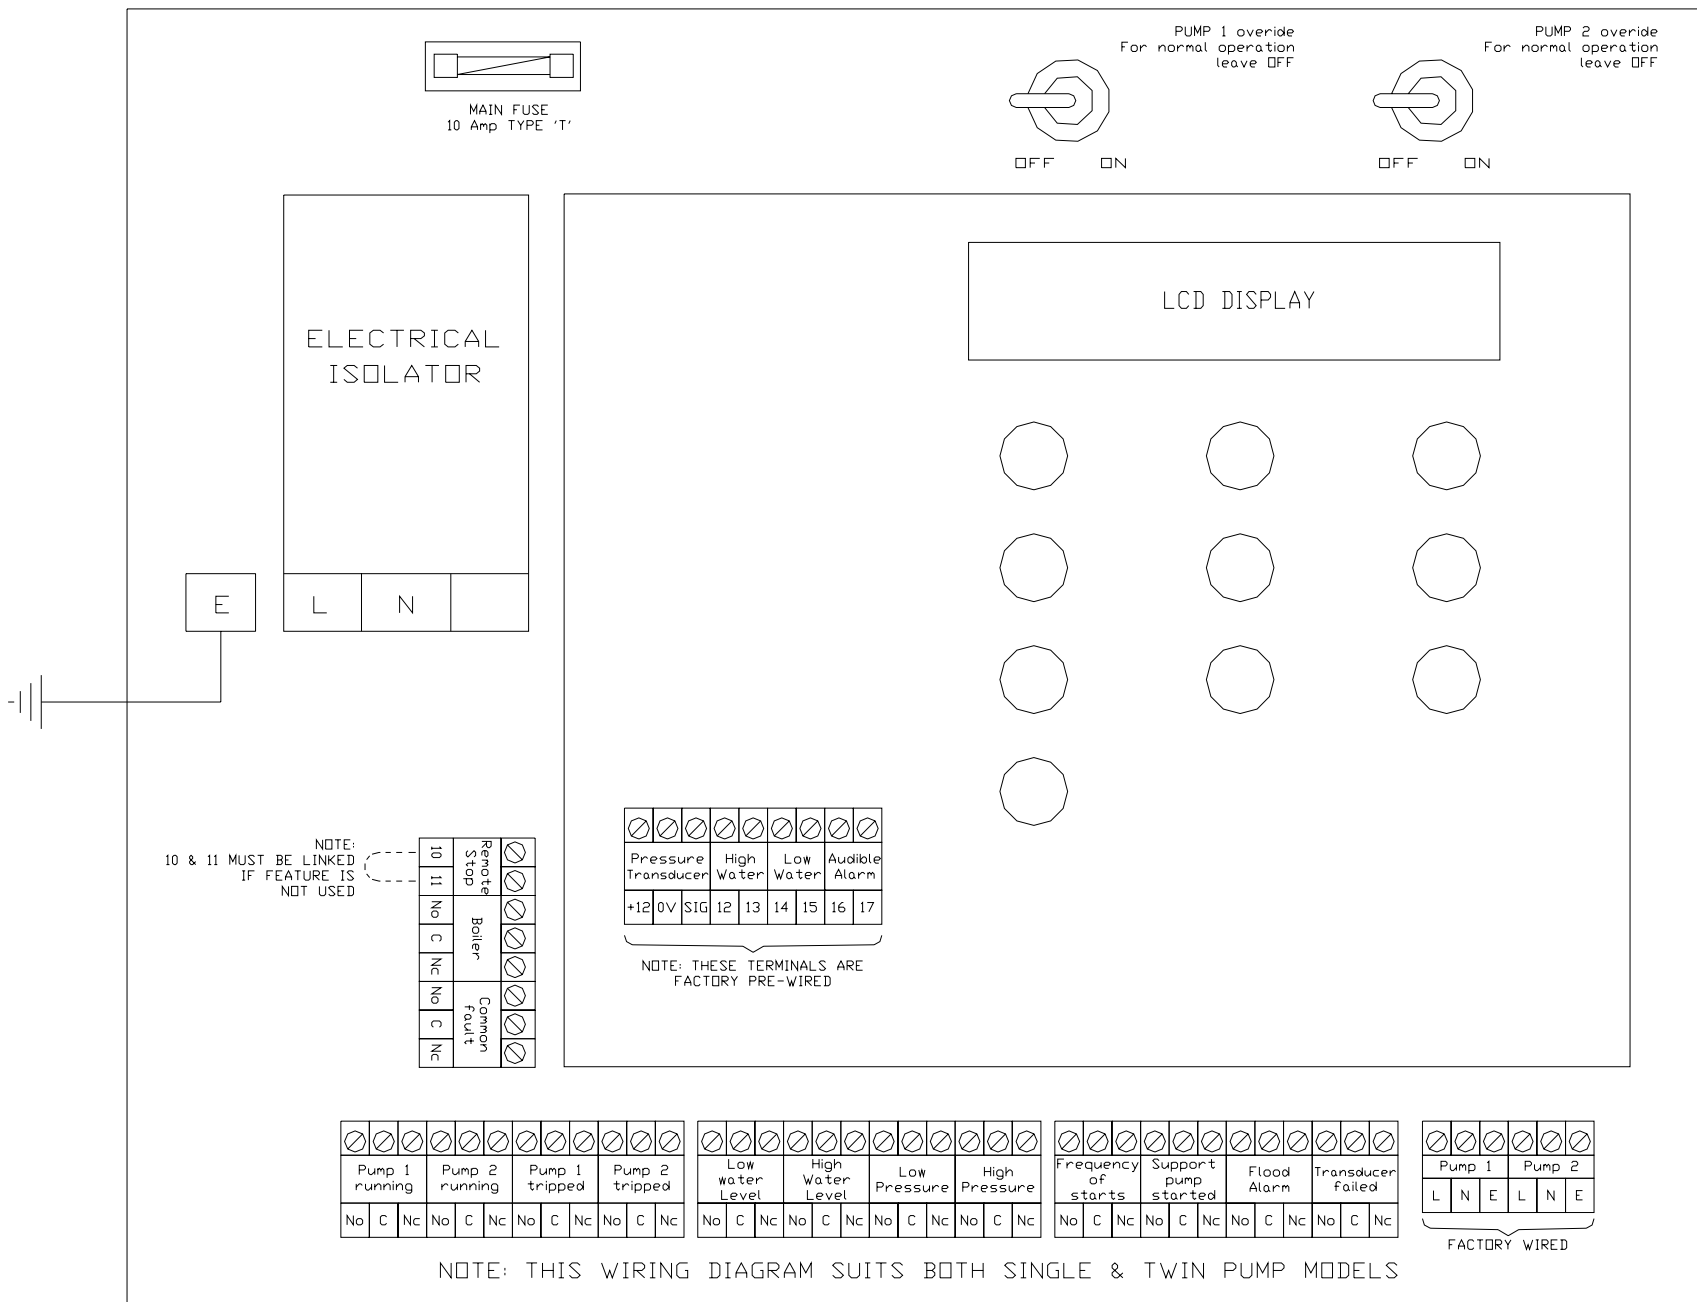 PUMP 1 overide
For normal operation
leave OFF
PUMP 2 overide
For normal operation
leave OFF
MAIN FUSE
10 Amp TYPE 'T'
OFF ON
OFF ON
ELECTRICAL
ISOLATOR
LCD DISPLAY
E
L N
NOTE:
10 & 11 MUST BE LINKED
IF FEATURE IS
NOT USED
10 11 No C Nc No C Nc
Remote
Stop
Boiler
Common
fault
Pressure
Transducer
High
Water
Low
Water
Audible
Alarm
+12 0V SIG 12 13 14 15 16 17
NOTE: THESE TERMINALS ARE
FACTORY PRE-WIRED
Pump 1
running
Pump 2
running
Pump 1
tripped
Pump 2
tripped
No C Nc No C Nc No C Nc No C Nc
Low
water
Level
High
Water
Level
Low
Pressure
High
Pressure
No C Nc No C Nc No C Nc No C Nc
Frequency
of
starts
Support
pump
started
Flood
Alarm
Transducer
failed
No C Nc No C Nc No C Nc No C Nc
Pump 1 Pump 2
L N E L N E
FACTORY WIRED
NOTE: THIS WIRING DIAGRAM SUITS BOTH SINGLE & TWIN PUMP MODELS